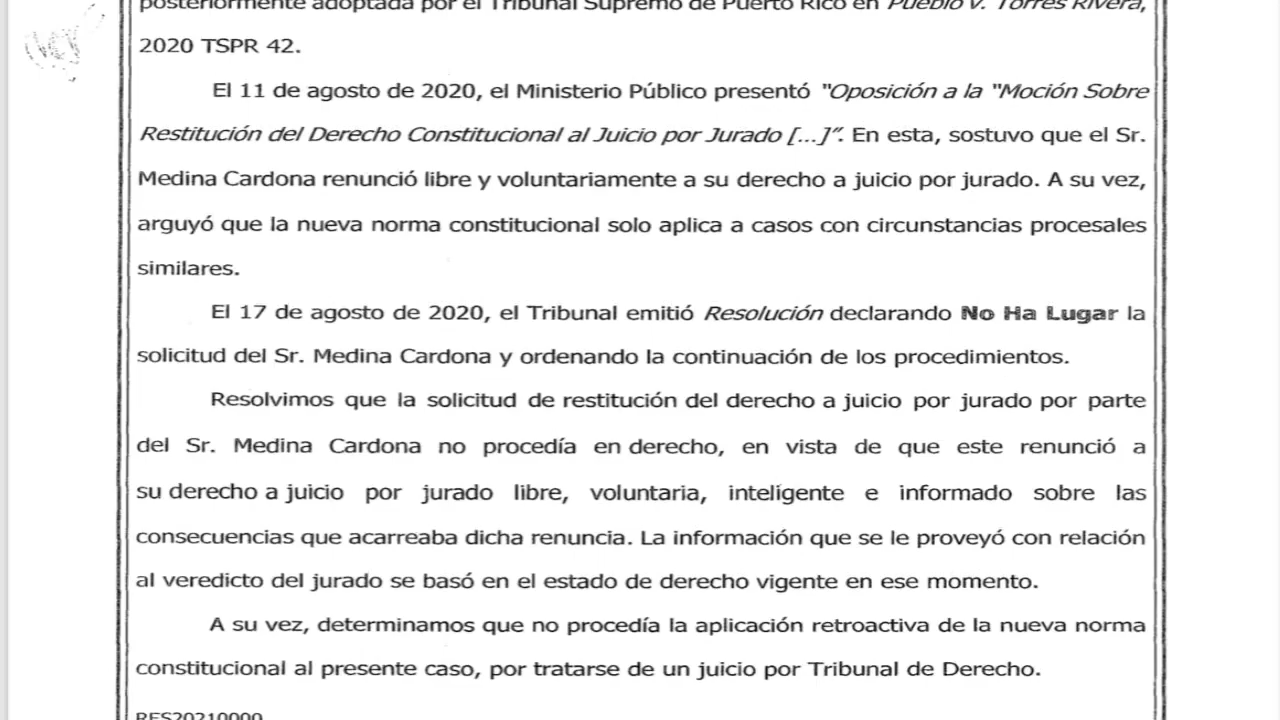 posteriormente adoptada por el Tribunal Supremo de Puerto Rico en Pueblo v. Torres Rivera,
2020 TSPR 42.
El 11 de agosto de 2020, el Ministerio Público presentó "Oposición a la "Moción Sobre
Restitución del Derecho Constitucional al Juicio por Jurado [...]". En esta, sostuvo que el Sr.
Medina Cardona renunció libre y voluntariamente a su derecho a juicio por jurado. A su vez,
arguyó que la nueva norma constitucional solo aplica a casos con circunstancias procesales
similares.
El 17 de agosto de 2020, el Tribunal emitió Resolución declarando No Ha Lugar la
solicitud del Sr. Medina Cardona y ordenando la continuación de los procedimientos.
Resolvimos que la solicitud de restitución del derecho a juicio por jurado por parte
del Sr. Medina Cardona no procedía en derecho, en vista de que este renunció a
su derecho a juicio por jurado libre, voluntaria, inteligente e informado sobre las
consecuencias que acarreaba dicha renuncia. La información que se le proveyó con relación
al veredicto del jurado se basó en el estado de derecho vigente en ese momento.
A su vez, determinamos que no procedía la aplicación retroactiva de la nueva norma
constitucional al presente caso, por tratarse de un juicio por Tribunal de Derecho.
RES20210000